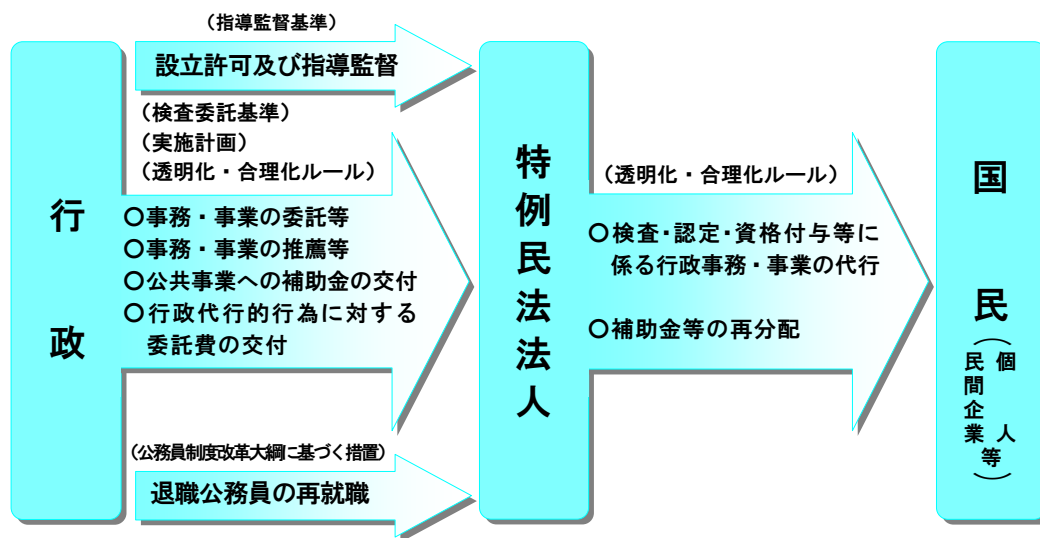 行政
(指導監督基準)
設立許可及び指導監督
(検査委託基準)
(実施計画)
(透明化・合理化ルール)
○事務・事業の委託等
○事務・事業の推薦等
○公共事業への補助金の交付
○行政代行的行為に対する
委託費の交付
(公務員制度改革大綱に基づく措置)
退職公務員の再就職
特例民法法人
(透明化・合理化ルール)
○検査・認定・資格付与等に
係る行政事務・事業の代行
○補助金等の再分配
国民
(個人
民間企業等)